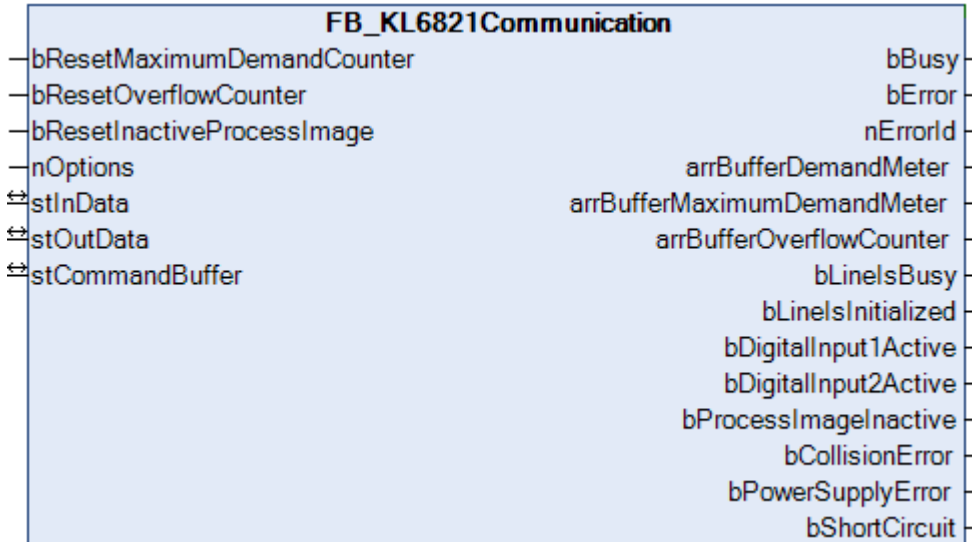 FB_KL6821Communication
bResetMaximumDemandCounter bBusy
bResetOverflowCounter bError
bResetInactiveProcessImage nErrorId
nOptions arrBufferDemandMeter
stInData arrBufferMaximumDemandMeter
stOutData arrBufferOverflowCounter
stCommandBuffer bLineIsBusy
bLineIsInitialized
bDigitalInput1Active
bDigitalInput2Active
bProcessImageInactive
bCollisionError
bPowerSupplyError
bShortCircuit